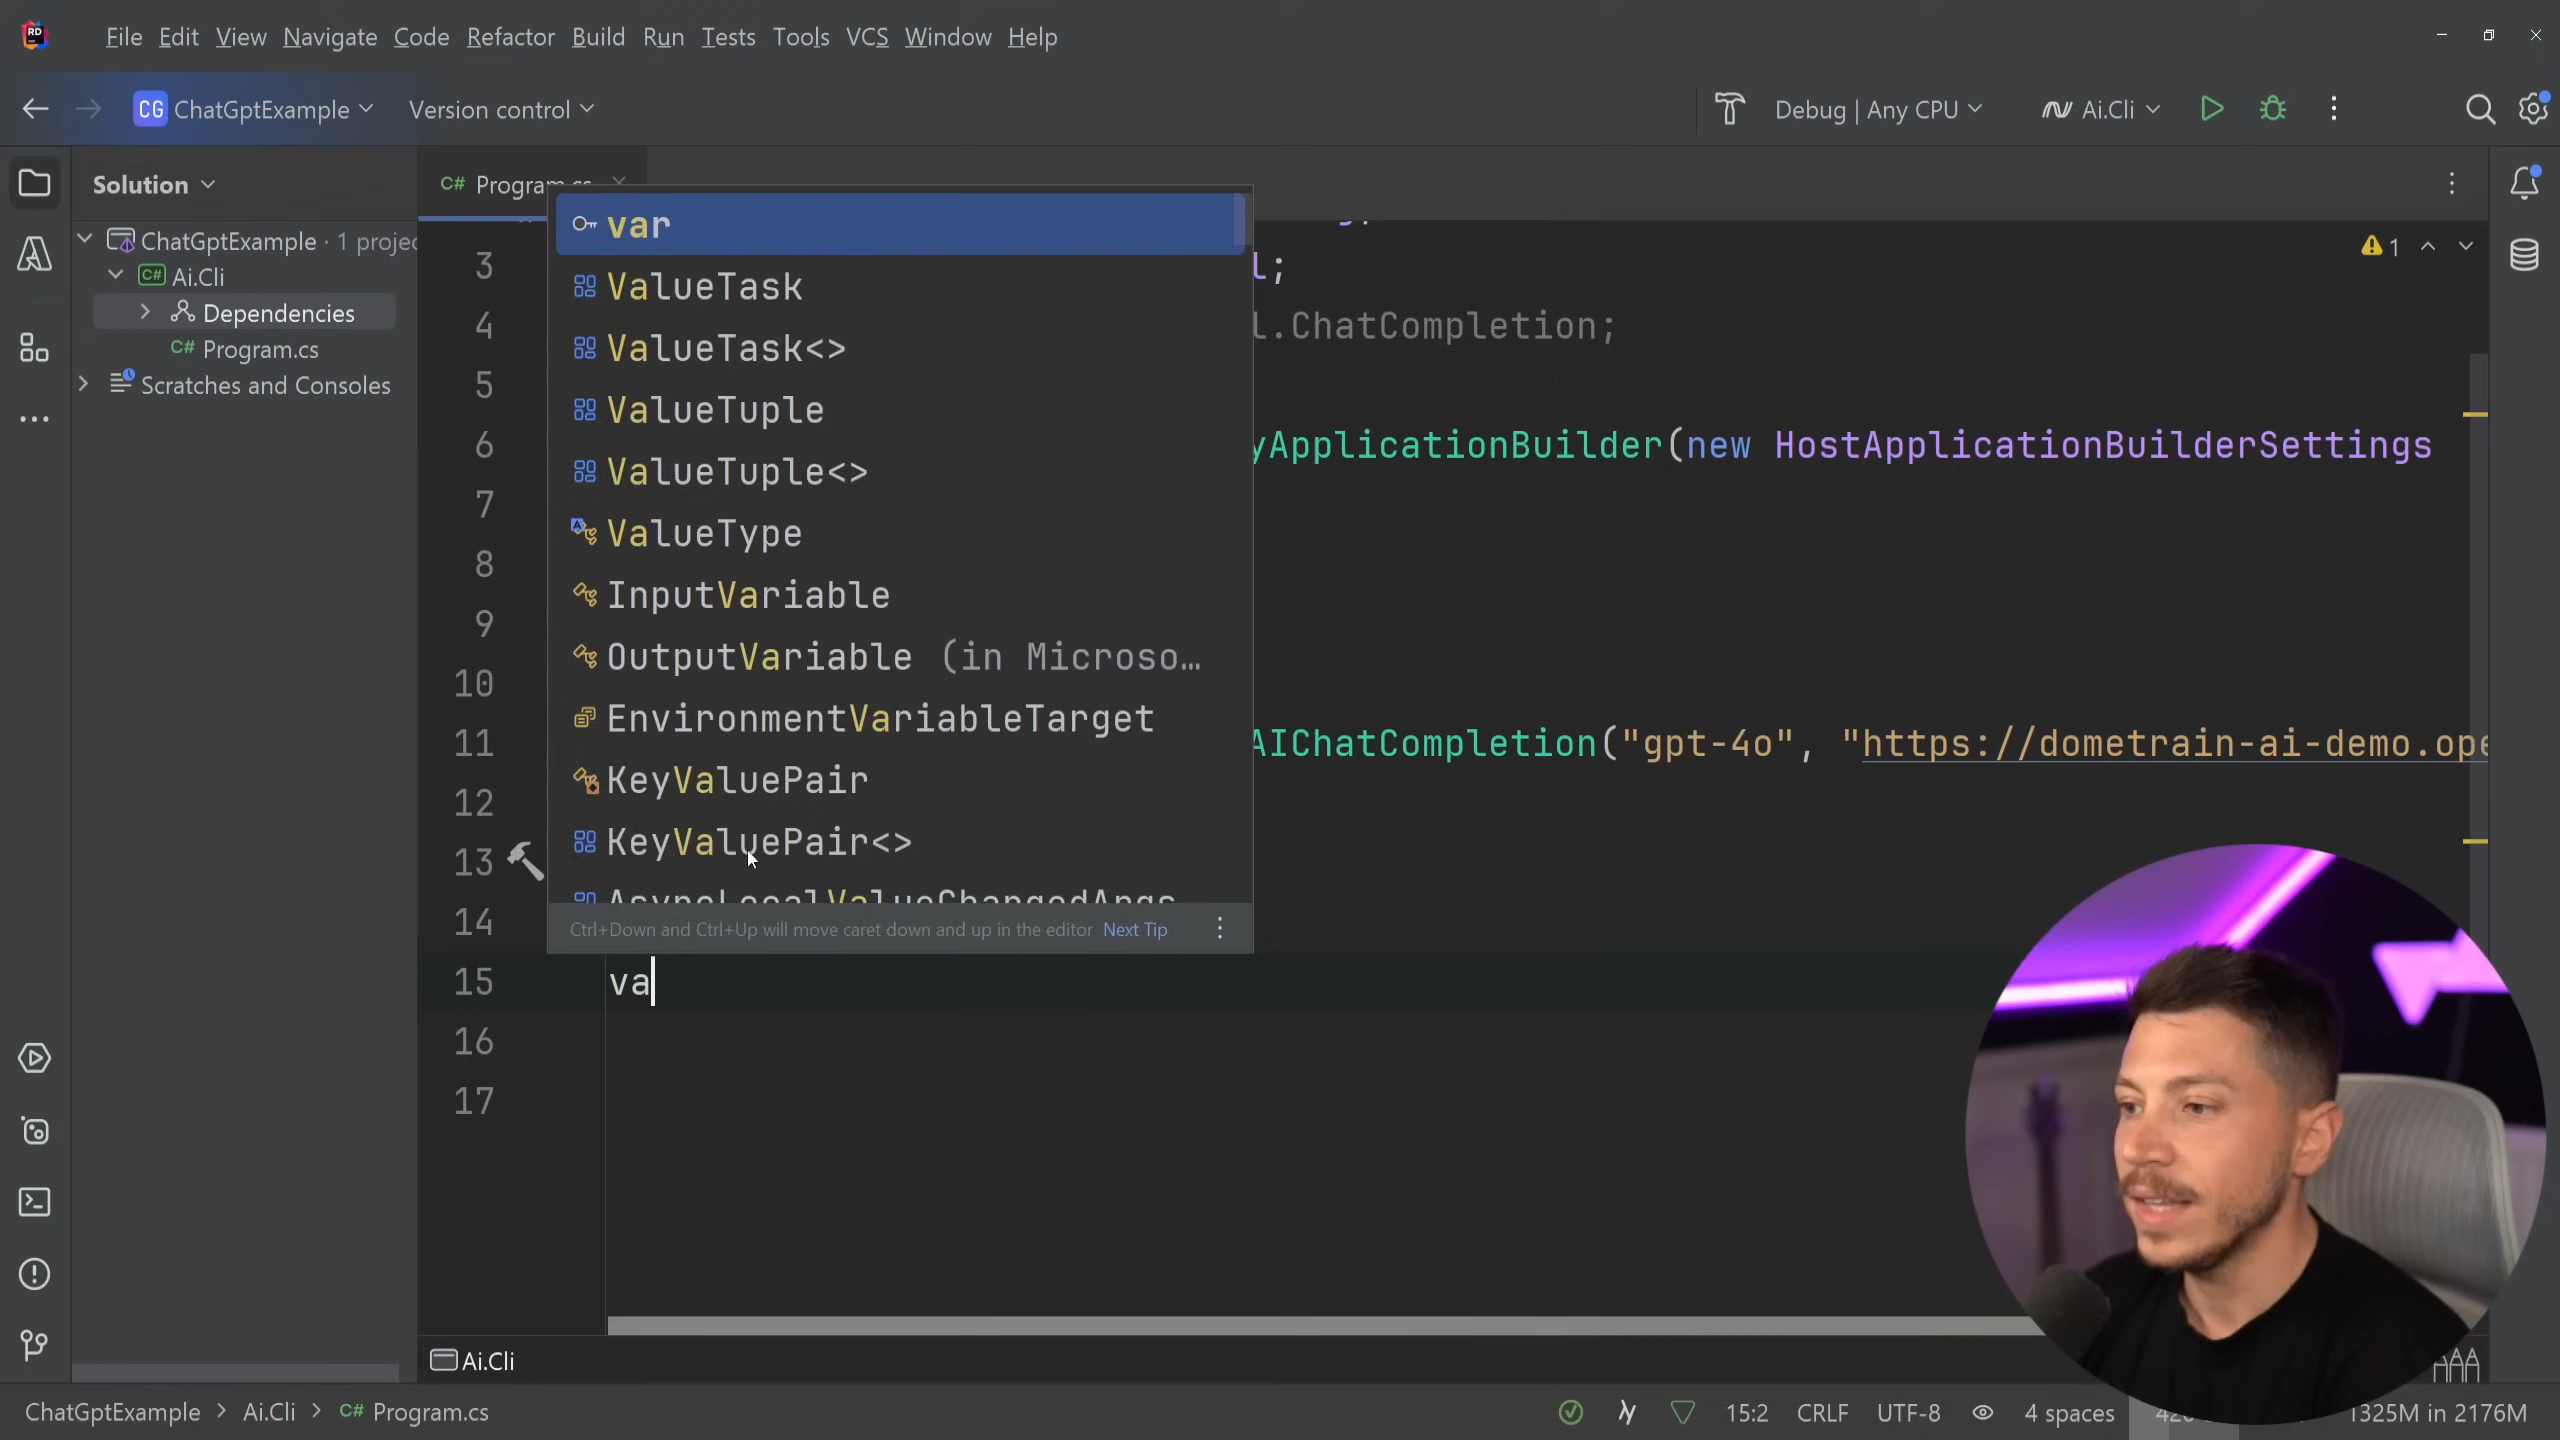 RD
File Edit View Navigate Code Refactor Build Run Tests Tools VCS Window Help
CG ChatGptExample Version control Debug | Any CPU Ai.Cli
Solution
C# Program.cs
ChatGptExample · 1 projec
C# Ai.Cli
Dependencies
C# Program.cs
Scratches and Consoles
1
3
l;
4
l.ChatCompletion;
5
6
yApplicationBuilder(new HostApplicationBuilderSettings
7
8
9
10
11
AIChatCompletion("gpt-4o", "https://dometrain-ai-demo.ope
12
13
14
var
ValueTask
ValueTask<>
ValueTuple
ValueTuple<>
ValueType
InputVariable
OutputVariable (in Microso…
EnvironmentVariableTarget
KeyValuePair
KeyValuePair<>
AsyncLocalValueChangedArgs
Ctrl+Down and Ctrl+Up will move caret down and up in the editor Next Tip
15 va
16
17
Ai.Cli
ChatGptExample > Ai.Cli > C# Program.cs
15:2 CRLF UTF-8 4 spaces 1325M in 2176M